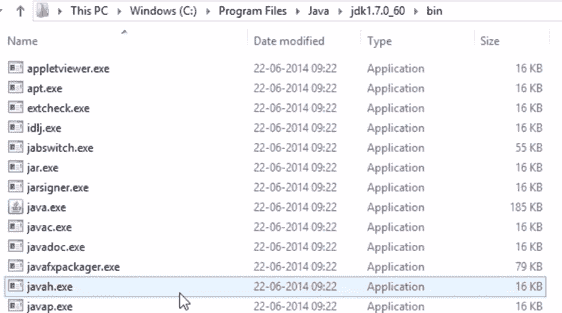 This PC Windows (C:) Program Files Java jdk1.7.0_60 bin
Name Date modified Type Size
appletviewer.exe 22-06-2014 09:22 Application 16 KB
apt.exe 22-06-2014 09:22 Application 16 KB
extcheck.exe 22-06-2014 09:22 Application 16 KB
idlj.exe 22-06-2014 09:22 Application 16 KB
jabswitch.exe 22-06-2014 09:22 Application 55 KB
jar.exe 22-06-2014 09:22 Application 16 KB
jarsigner.exe 22-06-2014 09:22 Application 16 KB
java.exe 22-06-2014 09:22 Application 185 KB
javac.exe 22-06-2014 09:22 Application 16 KB
javadoc.exe 22-06-2014 09:22 Application 16 KB
javafxpackager.exe 22-06-2014 09:22 Application 79 KB
javah.exe 22-06-2014 09:22 Application 16 KB
javap.exe 22-06-2014 09:22 Application 16 KB